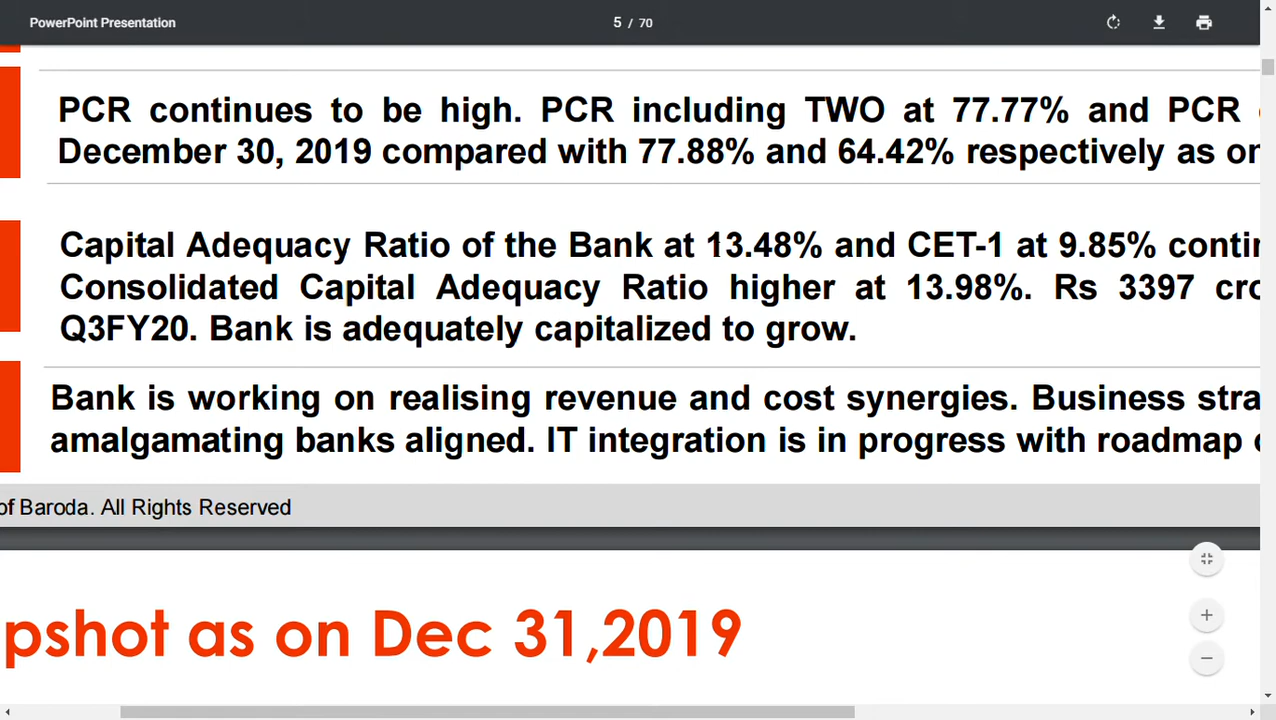 PowerPoint Presentation
5 / 70
PCR continues to be high. PCR including TWO at 77.77% and PCR
December 30, 2019 compared with 77.88% and 64.42% respectively as on
Capital Adequacy Ratio of the Bank at 13.48% and CET-1 at 9.85%
Consolidated Capital Adequacy Ratio higher at 13.98%. Rs 3397
Q3FY20. Bank is adequately capitalized to grow.
Bank is working on realising revenue and cost synergies. Business
amalgamating banks aligned. IT integration is in progress with roadmap
of Baroda. All Rights Reserved
pshot as on Dec 31,2019